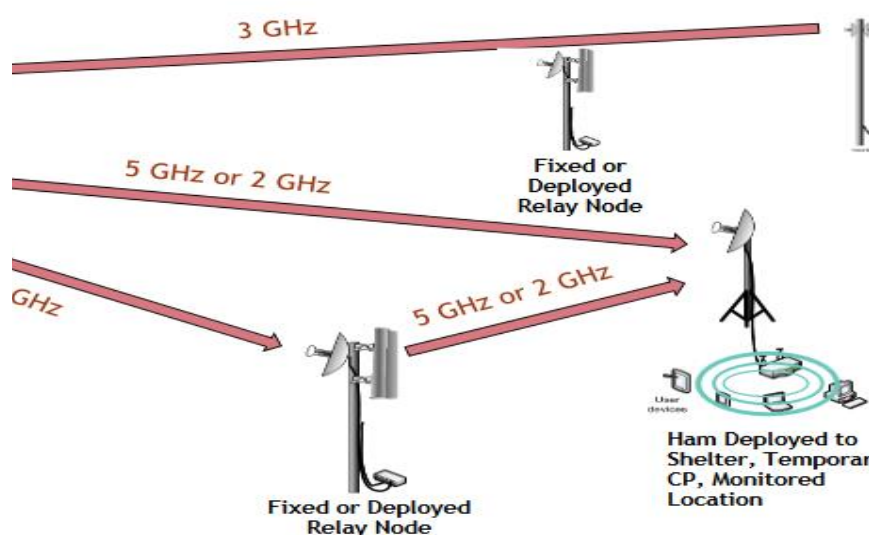 3 GHz
Fixed or
Deployed
Relay Node
5 GHz or 2 GHz
GHz
5 GHz or 2 GHz
User
devices
Ham Deployed to
Shelter, Temporar
CP, Monitored
Location
Fixed or Deployed
Relay Node